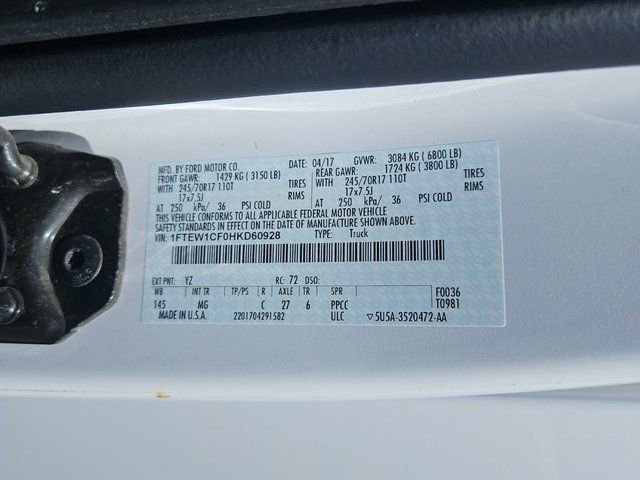 MFD. BY FORD MOTOR CO. DATE: 04/17 GVWR: 3084 KG ( 6800 LB)
FRONT GAWR: 1429 KG ( 3150 LB) REAR GAWR: 1724 KG ( 3800 LB)
WITH 245/70R17 110T TIRES WITH 245/70R17 110T TIRES
17x7.5J RIMS 17x7.5J RIMS
AT 250 kPa/ 36 PSI COLD AT 250 kPa/ 36 PSI COLD
THIS VEHICLE CONFORMS TO ALL APPLICABLE FEDERAL MOTOR VEHICLE
SAFETY STANDARDS IN EFFECT ON THE DATE OF MANUFACTURE SHOWN ABOVE.
VIN: 1FTEW1CF0HKD60928 TYPE: Truck
EXT PNT: YZ RC: 72 DSO:
WB INT TR TP/PS R AXLE TR SPR F0036
145 MG C 27 6 PPCC T0981
MADE IN U.S.A. 2201704291582 ULC ▽5U5A-3520472-AA